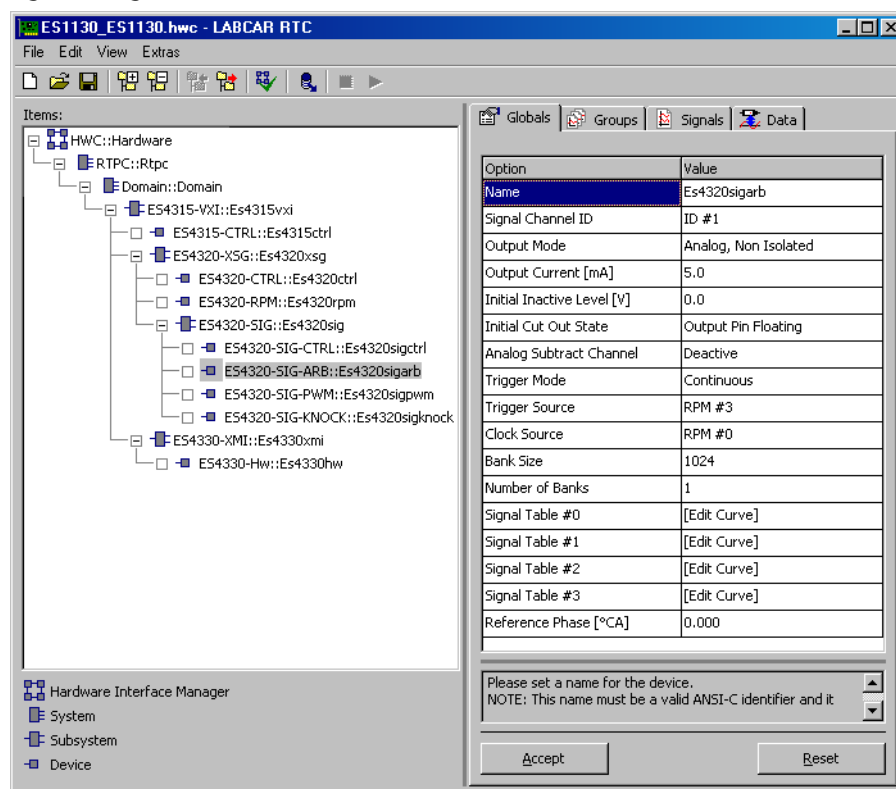 ES1130_ES1130.hwc - LABCAR RTC
File Edit View Extras
Items:
HWC::Hardware
RTPC::Rtpc
Domain::Domain
ES4315-VXI::Es4315vxi
ES4315-CTRL::Es4315ctrl
ES4320-XSG::Es4320xsg
ES4320-CTRL::Es4320ctrl
ES4320-RPM::Es4320rpm
ES4320-SIG::Es4320sig
ES4320-SIG-CTRL::Es4320sigctrl
ES4320-SIG-ARB::Es4320sigarb
ES4320-SIG-PWM::Es4320sigpwm
ES4320-SIG-KNOCK::Es4320sigknock
ES4330-XMI::Es4330xmi
ES4330-Hw::Es4330hw
Hardware Interface Manager
System
Subsystem
Device
Globals Groups Signals Data
Option Value
Name Es4320sigarb
Signal Channel ID ID #1
Output Mode Analog, Non Isolated
Output Current [mA] 5.0
Initial Inactive Level [V] 0.0
Initial Cut Out State Output Pin Floating
Analog Subtract Channel Deactive
Trigger Mode Continuous
Trigger Source RPM #3
Clock Source RPM #0
Bank Size 1024
Number of Banks 1
Signal Table #0 [Edit Curve]
Signal Table #1 [Edit Curve]
Signal Table #2 [Edit Curve]
Signal Table #3 [Edit Curve]
Reference Phase [°CA] 0.000
Please set a name for the device.
NOTE: This name must be a valid ANSI-C identifier and it
Accept Reset